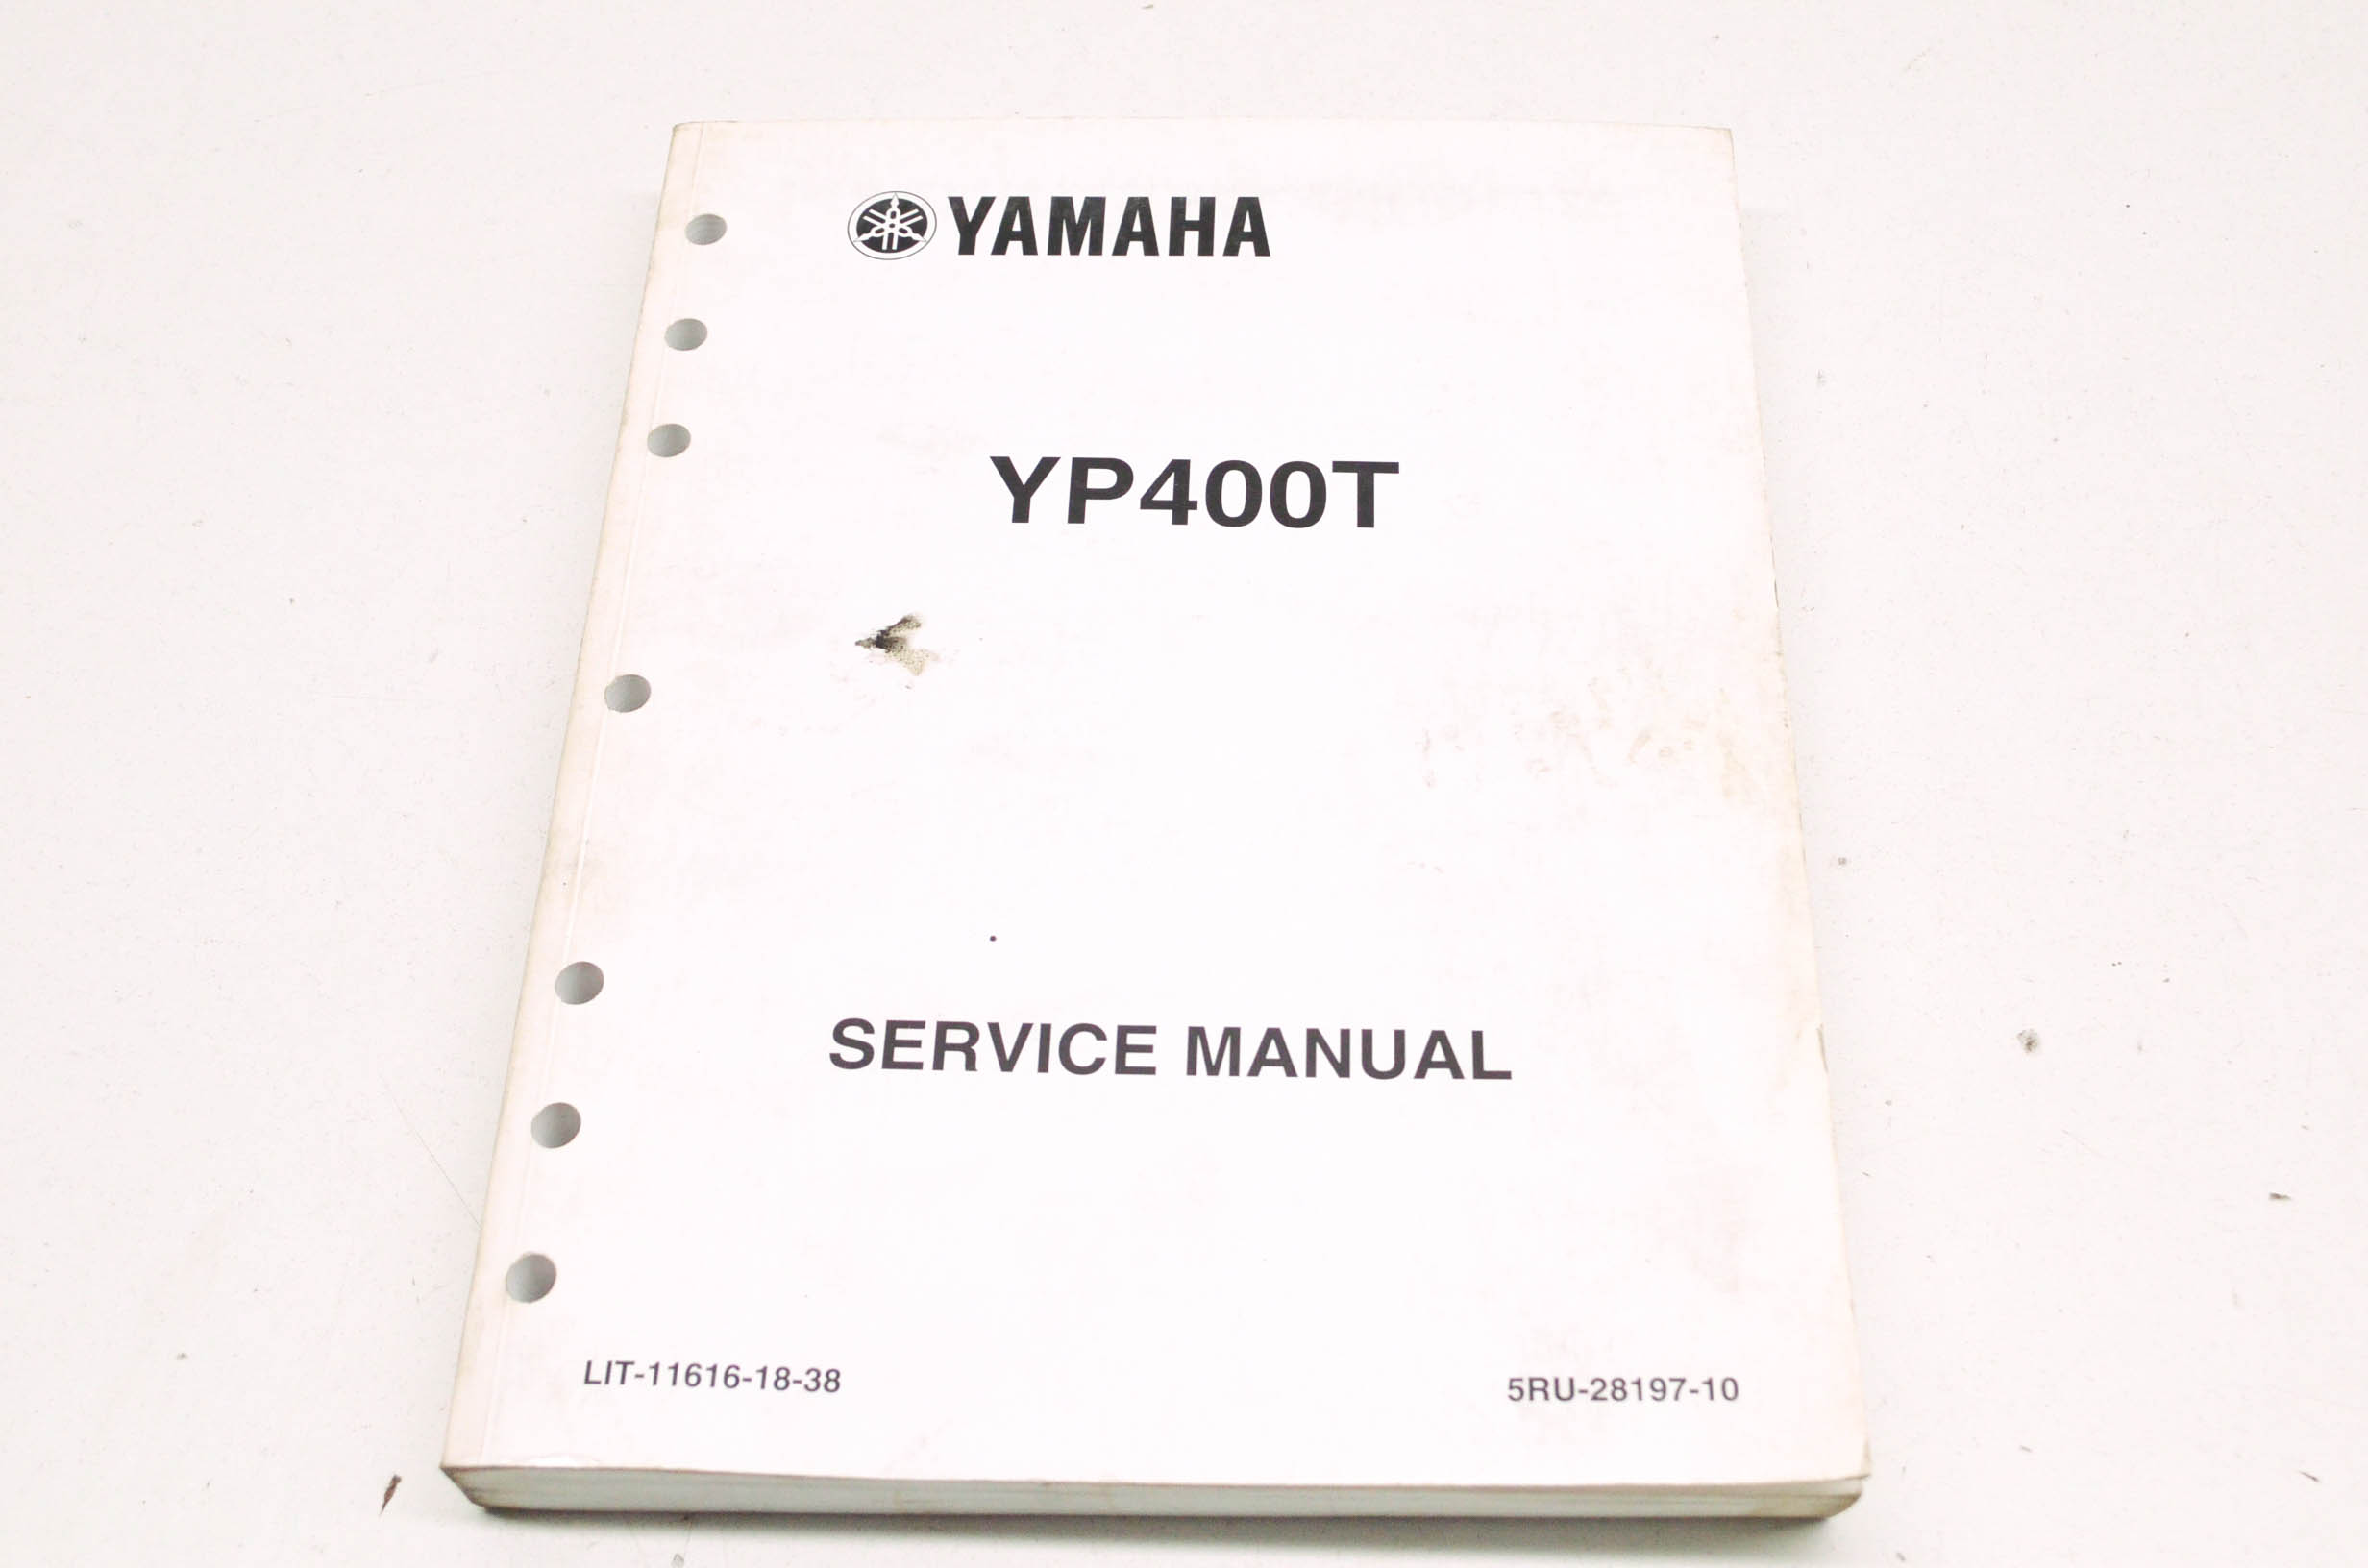 YAMAHA
YP400T
SERVICE MANUAL
LIT-11616-18-38
5RU-28197-10